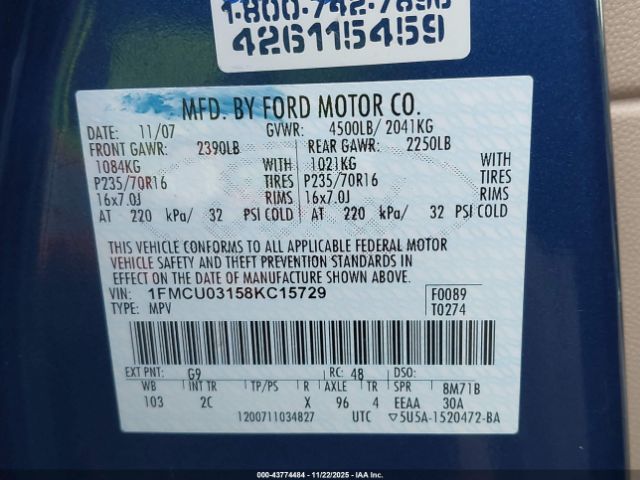 1-800-742-7896
426115459
MFD. BY FORD MOTOR CO.
DATE: 11/07 GVWR: 4500LB/ 2041KG
FRONT GAWR: 2390LB REAR GAWR: 2250LB
1084KG WITH 1021KG WITH
P235/70R16 TIRES P235/70R16 TIRES
16x7.0J RIMS 16x7.0J RIMS
AT 220 kPa/ 32 PSI COLD AT 220 kPa/ 32 PSI COLD
THIS VEHICLE CONFORMS TO ALL APPLICABLE FEDERAL MOTOR
VEHICLE SAFETY AND THEFT PREVENTION STANDARDS IN
EFFECT ON THE DATE OF MANUFACTURE SHOWN ABOVE.
VIN: 1FMCU03158KC15729 F0089
TYPE: MPV T0274
EXT PNT: G9 RC: 48 DSO:
WB INT TR TP/PS R AXLE TR SPR 8M71B
103 2C X 96 4 EEAA 30A
1200711034827 UTC ▽5U5A-1520472-BA
000-43774484 - 11/22/2025 - IAA, Inc.